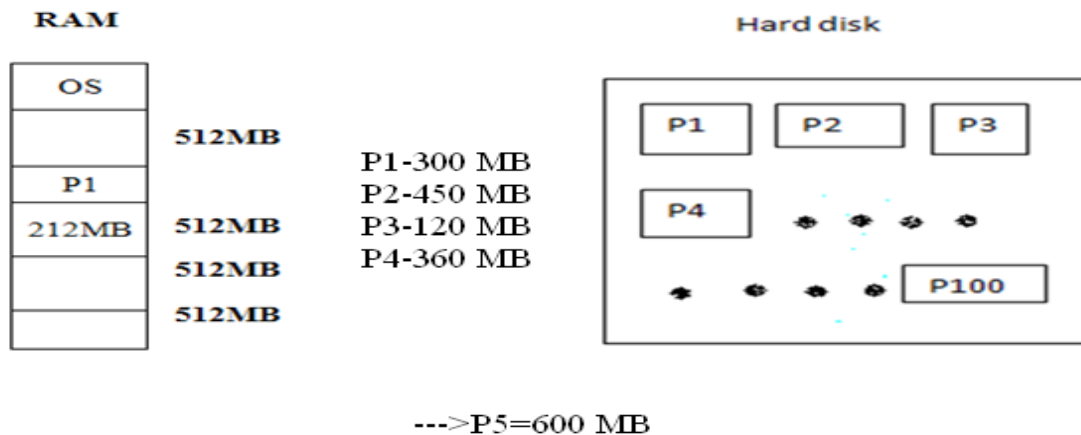 RAM
OS
512MB
P1
212MB
512MB
512MB
512MB
P1-300 MB
P2-450 MB
P3-120 MB
P4-360 MB
Hard disk
P1 P2 P3
P4
P100
--->P5=600 MB